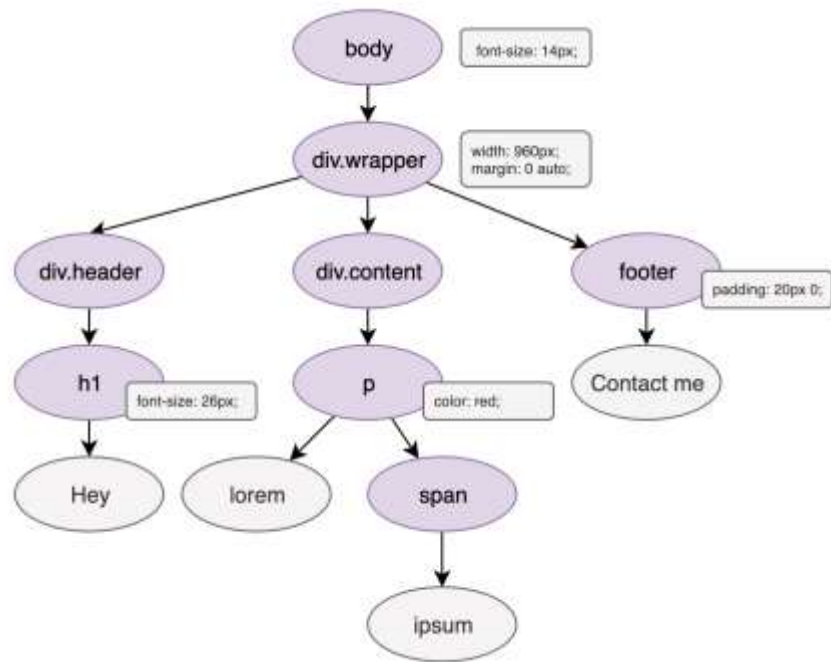 body
font-size: 14px;
div.wrapper
width: 960px;
margin: 0 auto;
div.header
div.content
footer
padding: 20px 0;
h1
font-size: 26px;
p
color: red;
Contact me
Hey
lorem
span
ipsum